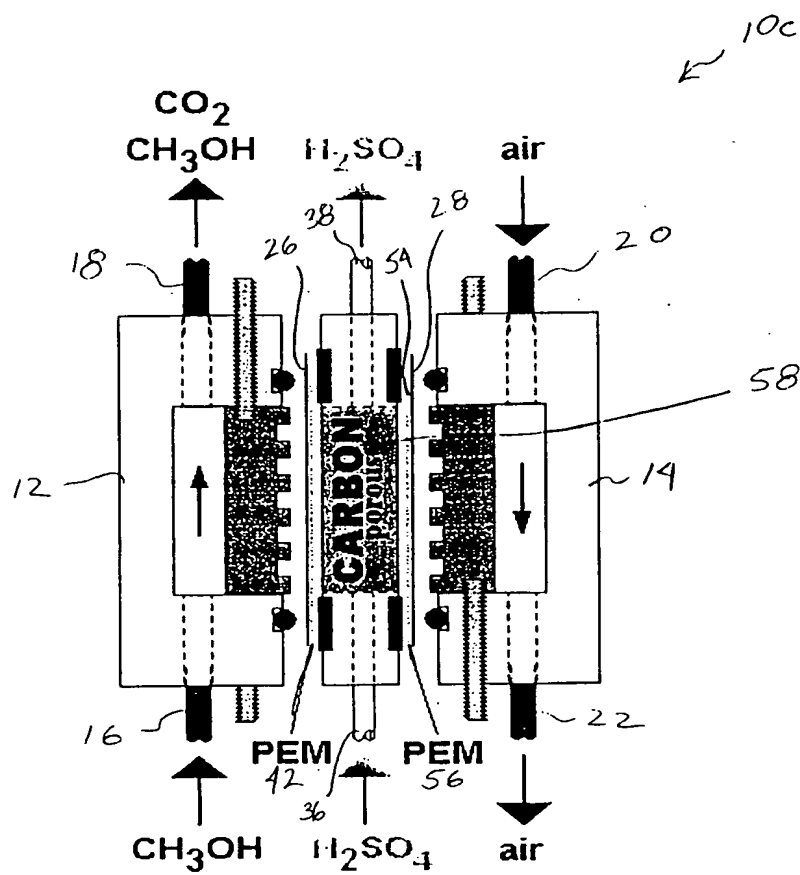 10c
CO2
CH3OH
H2SO4
air
38
28
18
26
54
20
58
12
CARBON
porous
14
16
22
PEM
42
PEM
56
36
CH3OH
H2SO4
air